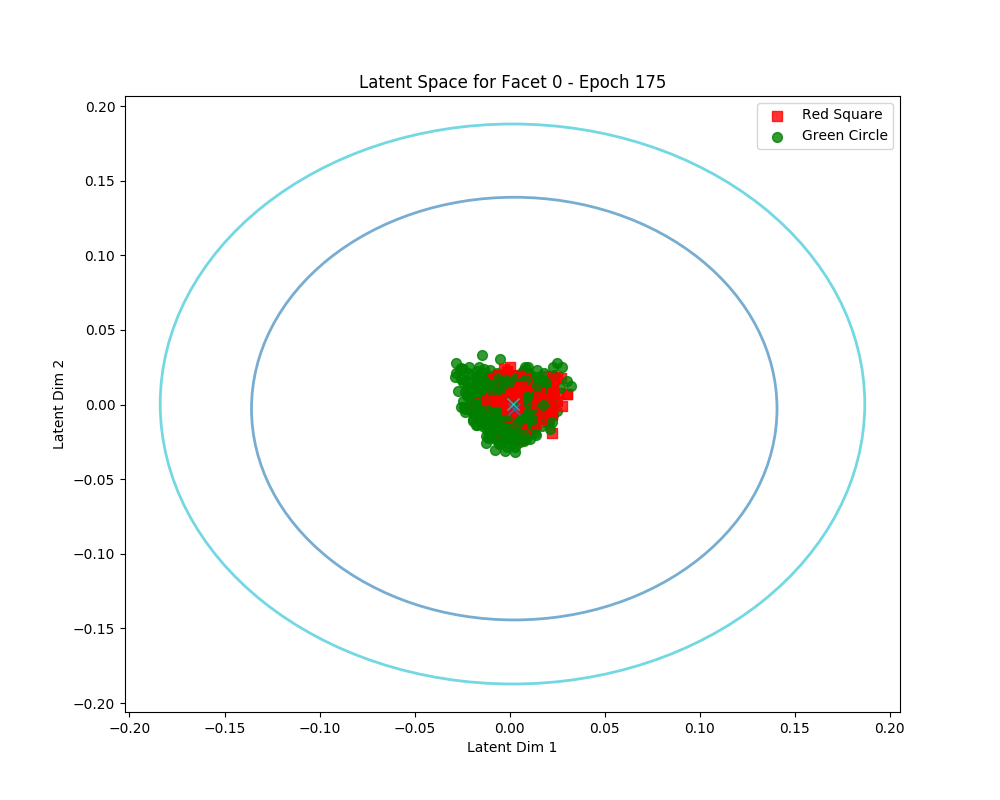 Latent Space for Facet 0 - Epoch 175
Red Square
Green Circle
0.20
0.15
0.10
0.05
0.00
−0.05
−0.10
−0.15
−0.20
Latent Dim 2
−0.20 −0.15 −0.10 −0.05 0.00 0.05 0.10 0.15 0.20
Latent Dim 1